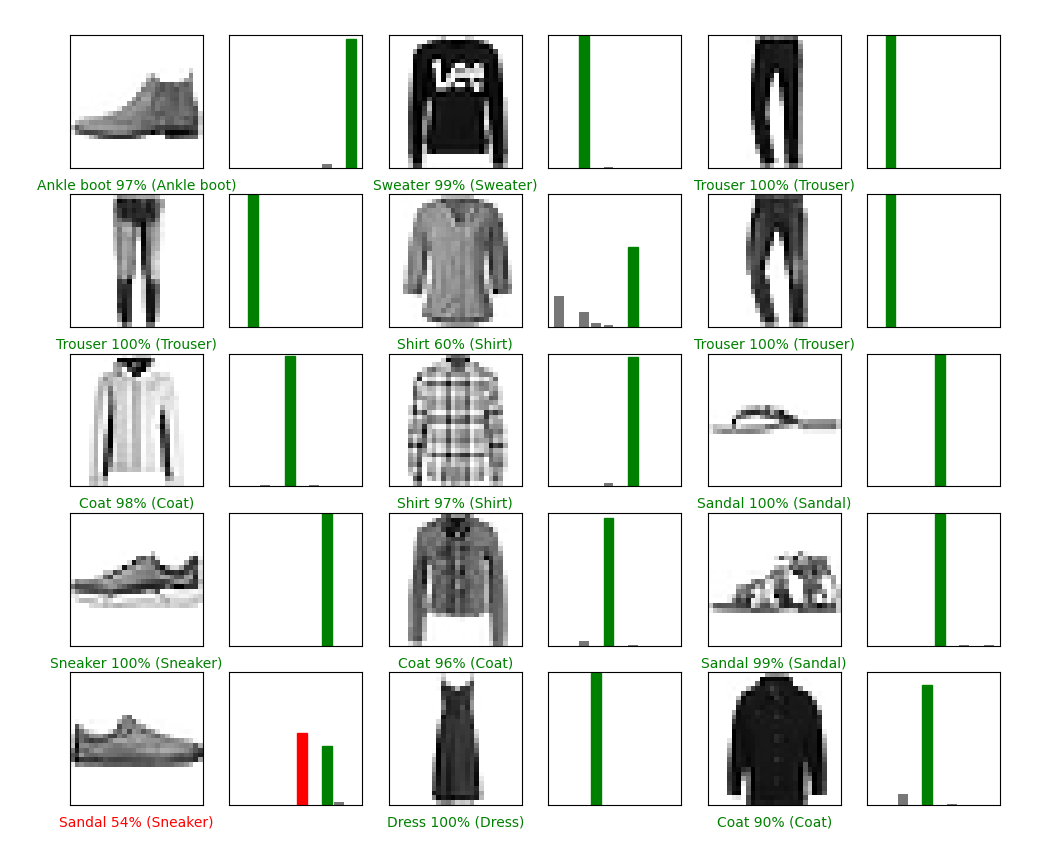 Lee
Ankle boot 97% (Ankle boot)
Sweater 99% (Sweater)
Trouser 100% (Trouser)
Trouser 100% (Trouser)
Shirt 60% (Shirt)
Trouser 100% (Trouser)
Coat 98% (Coat)
Shirt 97% (Shirt)
Sandal 100% (Sandal)
Sneaker 100% (Sneaker)
Coat 96% (Coat)
Sandal 99% (Sandal)
Sandal 54% (Sneaker)
Dress 100% (Dress)
Coat 90% (Coat)